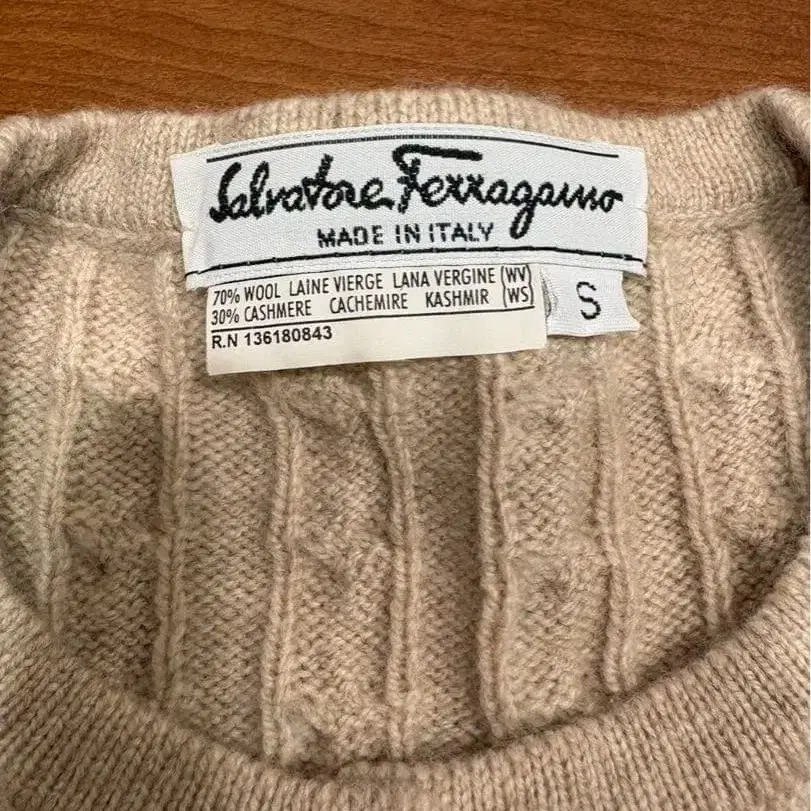 Salvatore Ferragamo
MADE IN ITALY
70% WOOL LAINE VIERGE LANA VERGINE (WV)
30% CASHMERE CACHEMIRE KASHMIR (WS)
R.N 136180843
S